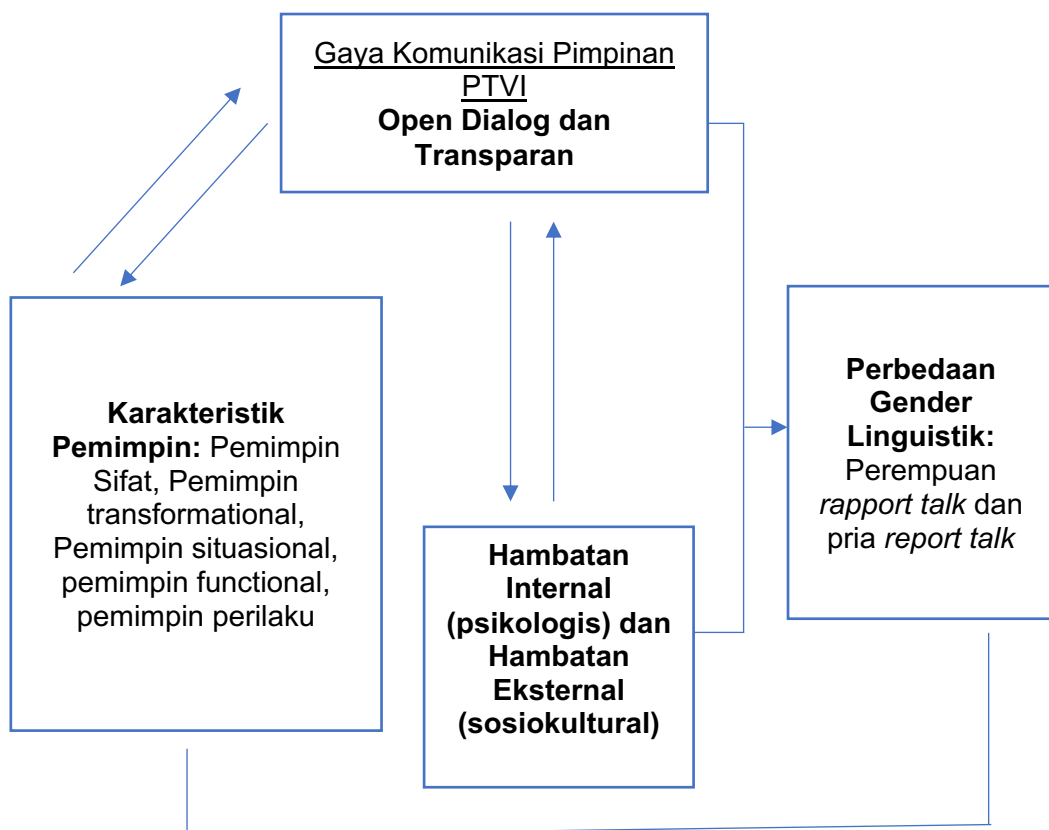 Gaya Komunikasi Pimpinan
PTVI
Open Dialog dan
Transparan
Karakteristik
Pemimpin: Pemimpin
Sifat, Pemimpin
transformational,
Pemimpin situasional,
pemimpin functional,
pemimpin perilaku
Hambatan
Internal
(psikologis) dan
Hambatan
Eksternal
(sosiokultural)
Perbedaan
Gender
Linguistik:
Perempuan
rapport talk dan
pria report talk